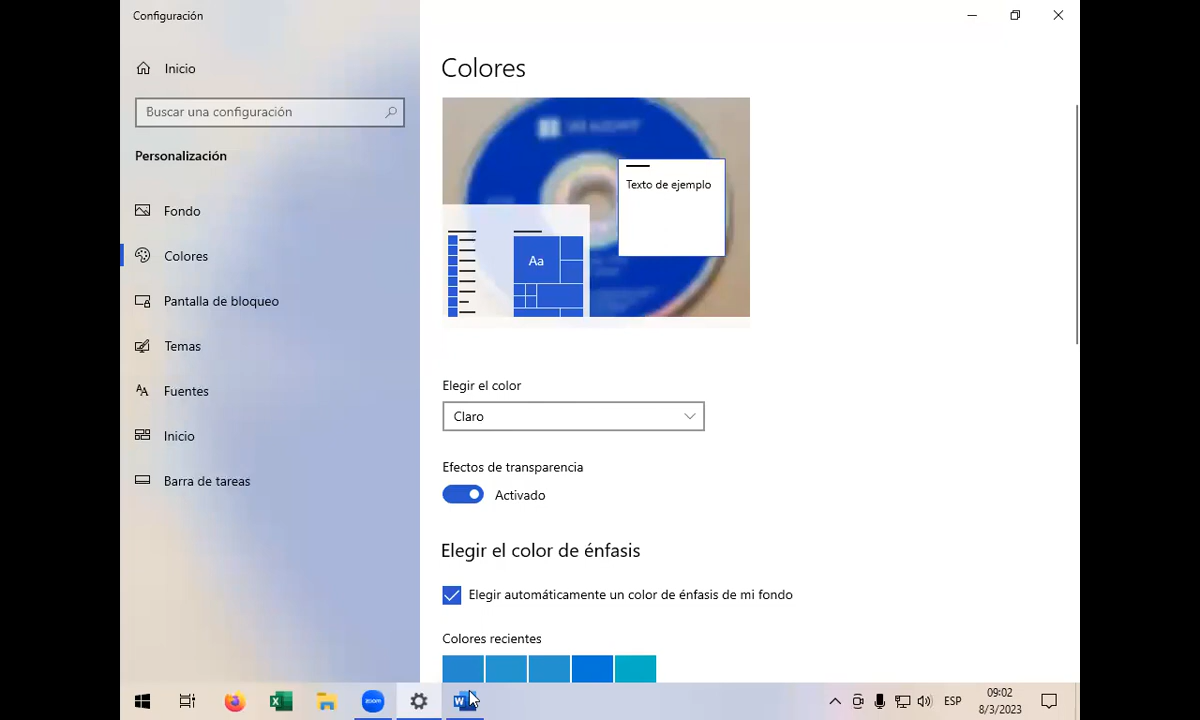 Configuración
Inicio
Buscar una configuración
Personalización
Fondo
Colores
Pantalla de bloqueo
Temas
Fuentes
Inicio
Barra de tareas
Colores
Texto de ejemplo
Aa
Elegir el color
Claro
Efectos de transparencia
Activado
Elegir el color de énfasis
Elegir automáticamente un color de énfasis de mi fondo
Colores recientes
zoom
ESP
09:02
8/3/2023